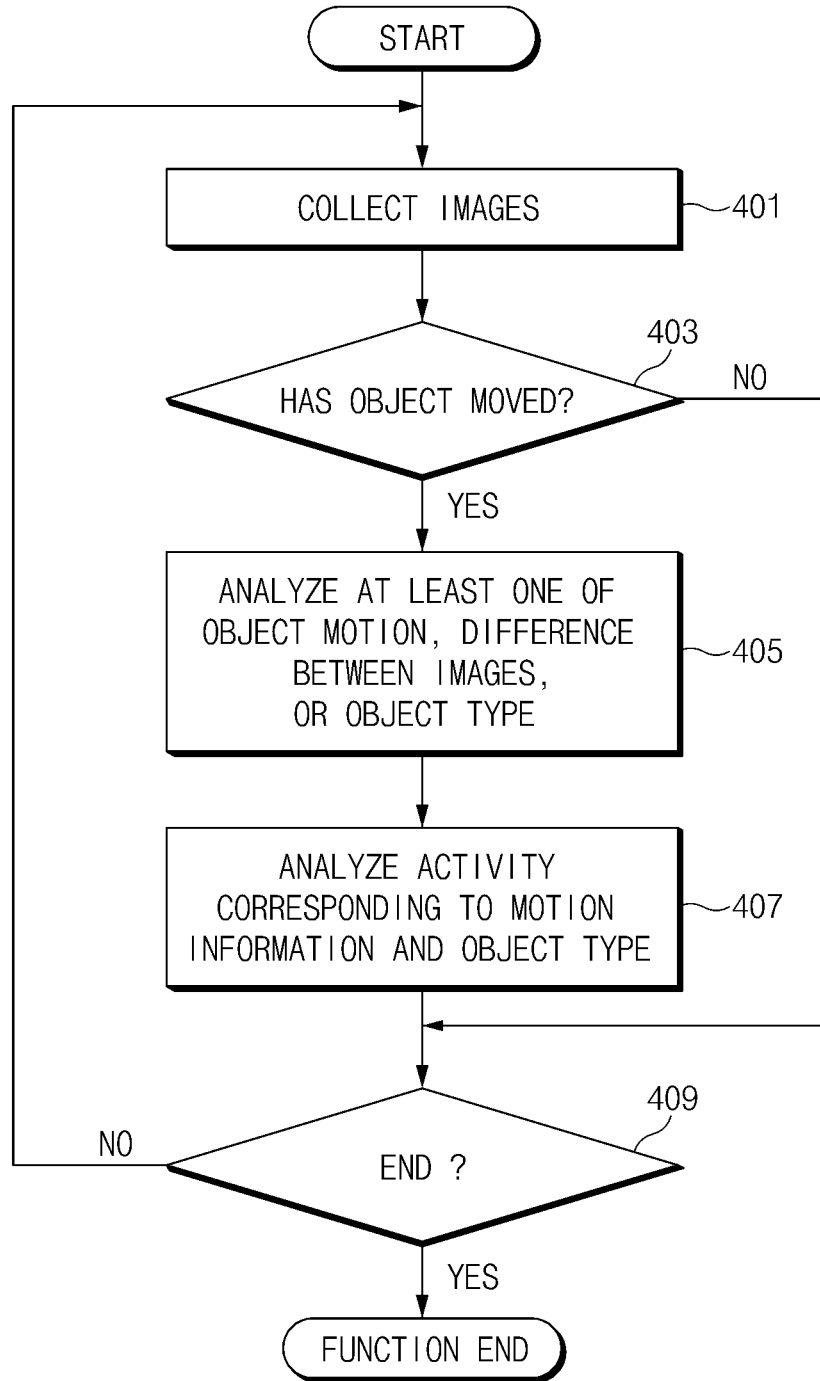 START
COLLECT IMAGES
401
403
HAS OBJECT MOVED?
NO
YES
ANALYZE AT LEAST ONE OF
OBJECT MOTION, DIFFERENCE
BETWEEN IMAGES,
OR OBJECT TYPE
405
ANALYZE ACTIVITY
CORRESPONDING TO MOTION
INFORMATION AND OBJECT TYPE
407
409
NO
END ?
YES
FUNCTION END